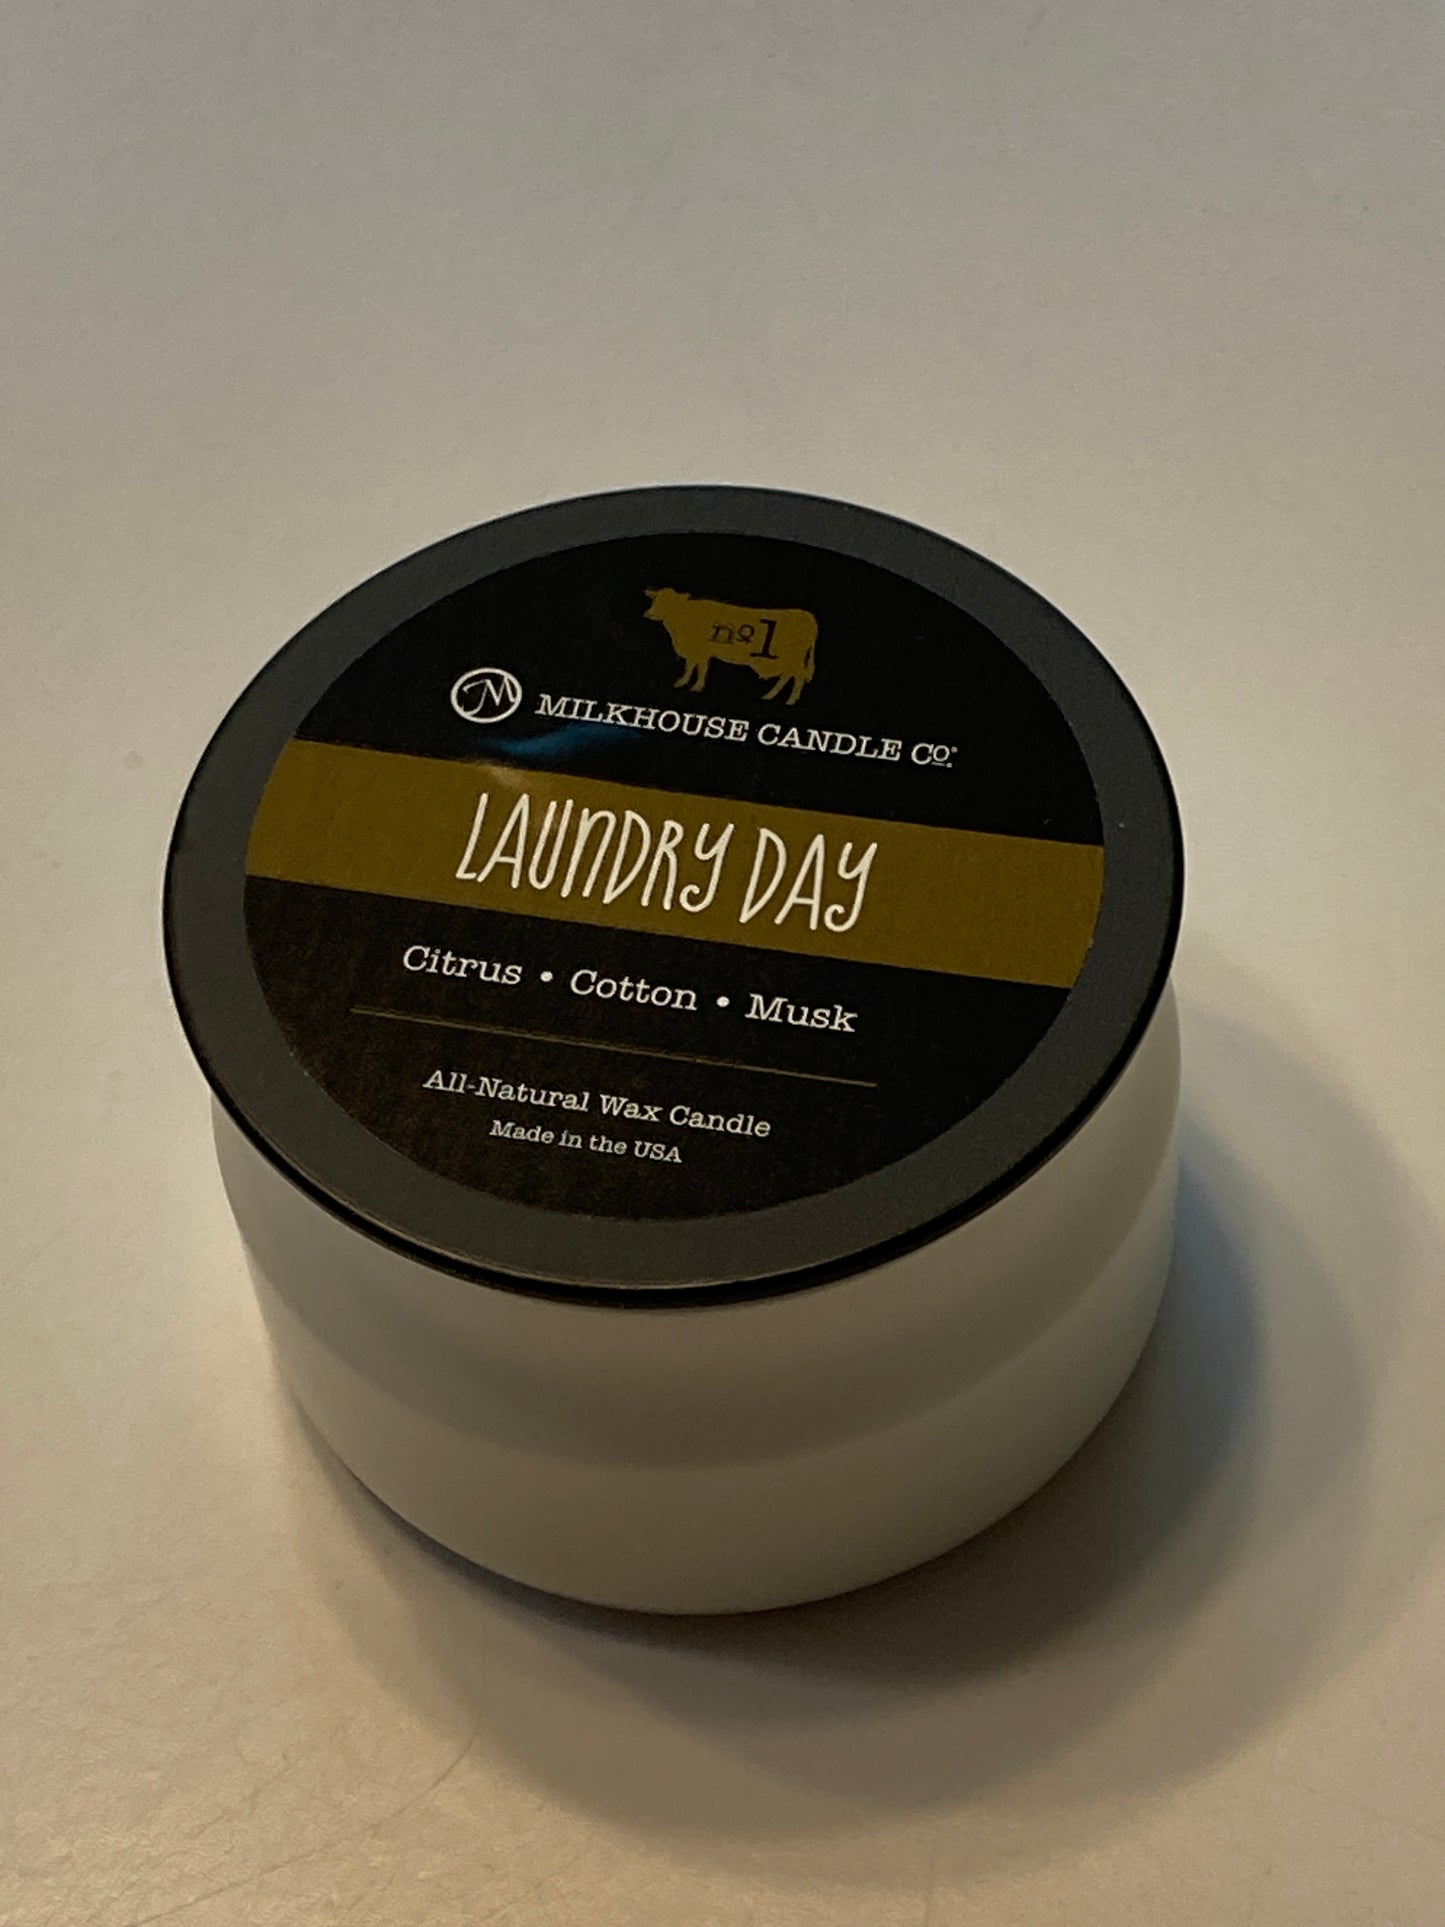 nº1
M MILKHOUSE CANDLE Co.®
LAUNDRY DAY
Citrus • Cotton • Musk
All-Natural Wax Candle
Made in the USA